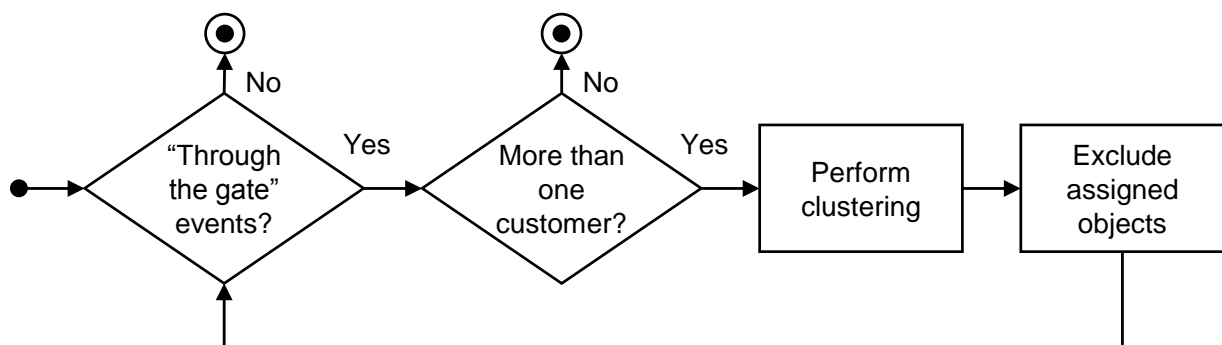 No
No
“Through
the gate”
events?
Yes
More than
one
customer?
Yes
Perform
clustering
Exclude
assigned
objects